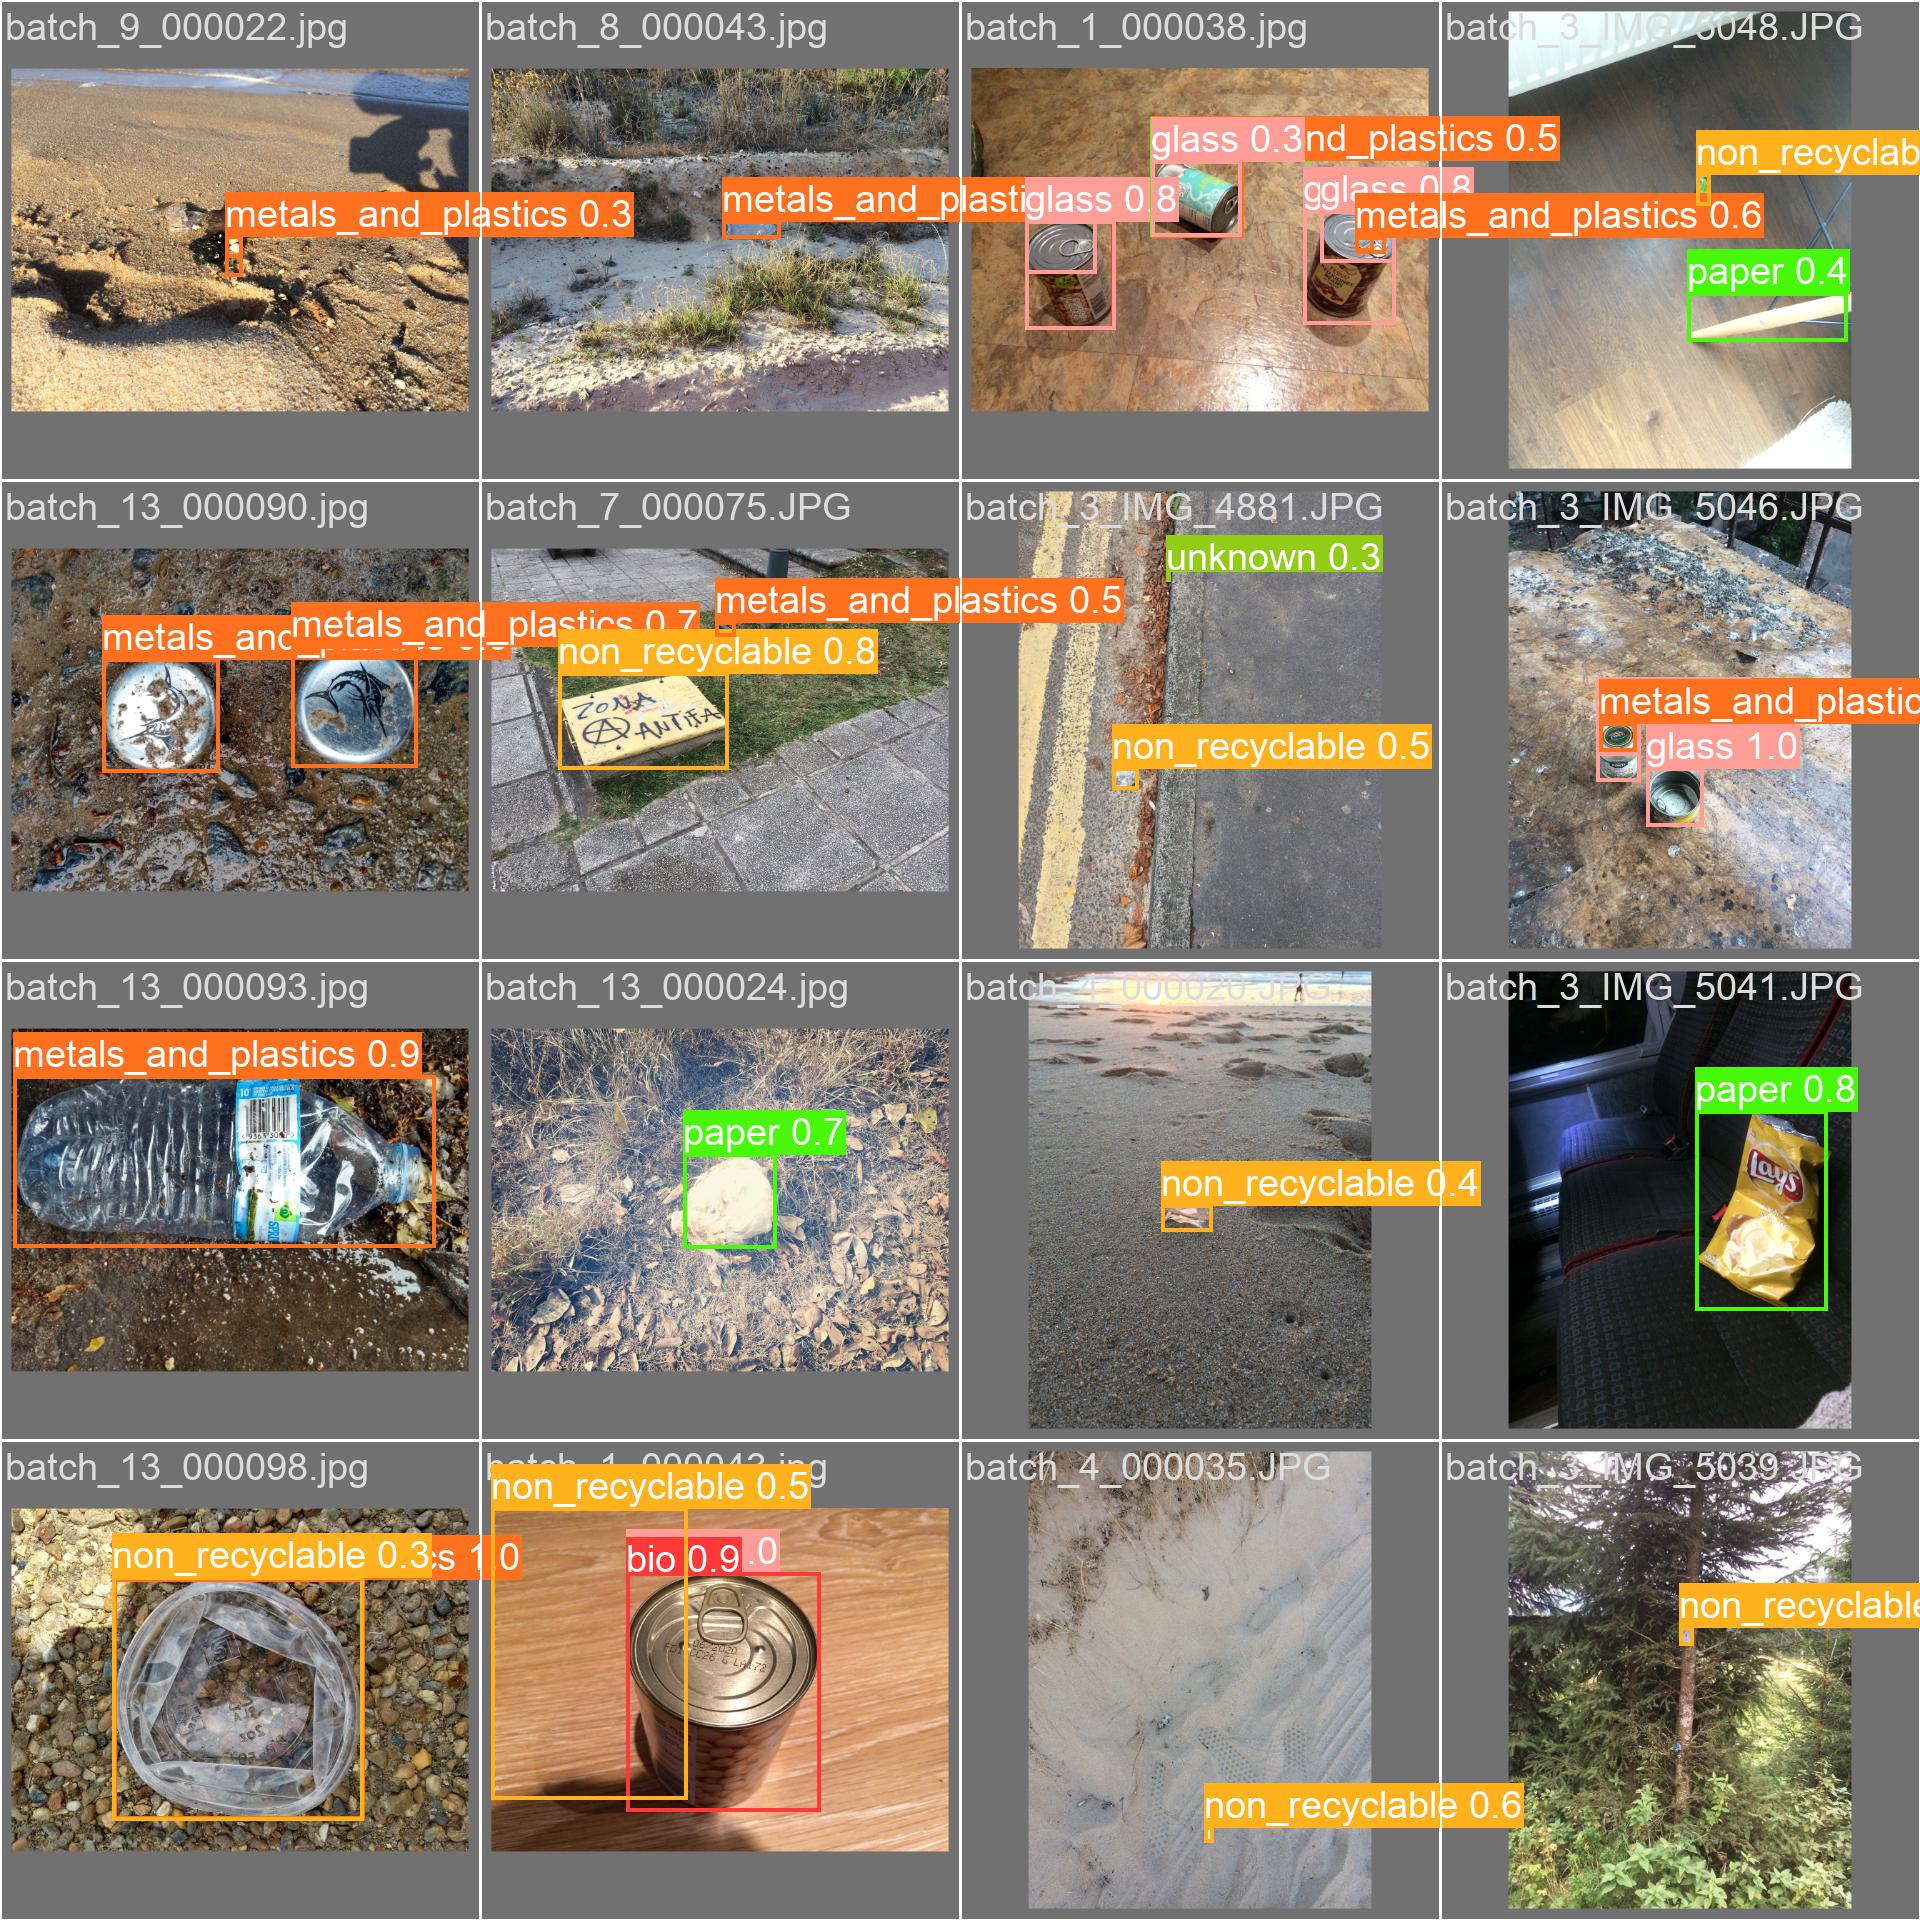 batch_9_000022.jpg
batch_8_000043.jpg
batch_1_000038.jpg
batch_3_IMG_5048.JPG
metals_and_plastics 0.3
metals_and_plasti
glass 0.8
glass 0.3
nd_plastics 0.5
gglass 0.8
metals_and_plastics 0.6
non_recyclab
paper 0.4
batch_13_000090.jpg
batch_7_000075.JPG
batch_3_IMG_4881.JPG
batch_3_IMG_5046.JPG
metals_and
metals_and_plastics 0.7
metals_and_plastics 0.5
non_recyclable 0.8
ZONA
ANTIFA
unknown 0.3
non_recyclable 0.5
metals_and_plastic
glass 1.0
batch_13_000093.jpg
batch_13_000024.jpg
batch_4_000020.JPG
batch_3_IMG_5041.JPG
metals_and_plastics 0.9
10
paper 0.7
non_recyclable 0.4
paper 0.8
Lay's
batch_13_000098.jpg
batch_1_000043.jpg
batch_4_000035.JPG
batch_3_IMG_5039.JPG
non_recyclable 0.3
cs 1.0
non_recyclable 0.5
bio 0.9
.0
non_recyclable 0.6
non_recyclable